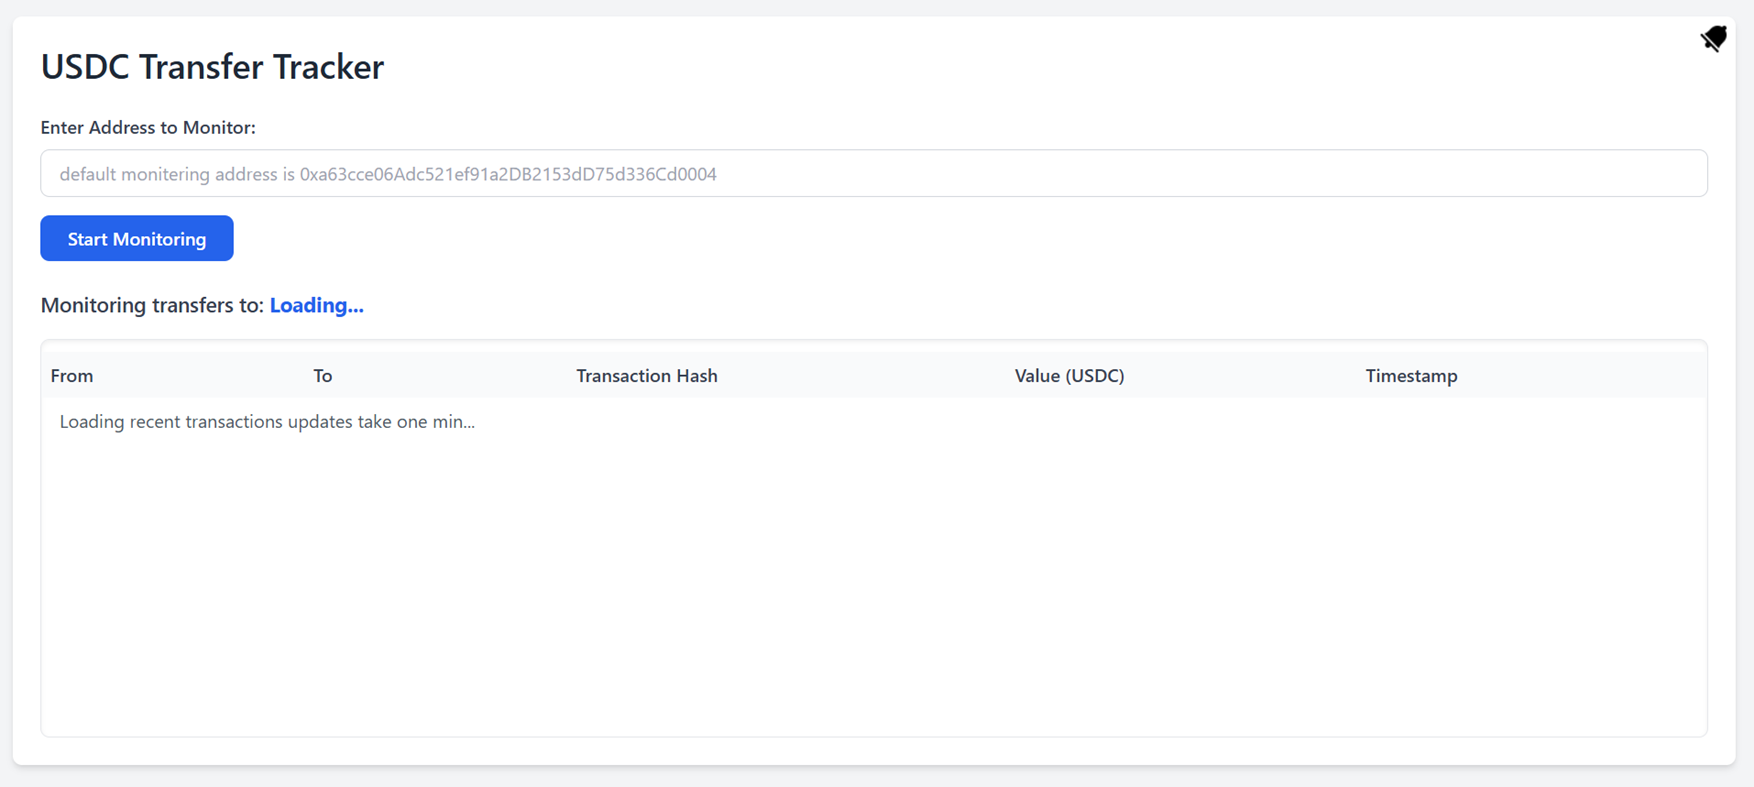 USDC Transfer Tracker
Enter Address to Monitor:
default monitering address is 0xa63cce06Adc521ef91a2DB2153dD75d336Cd0004
Start Monitoring
Monitoring transfers to: Loading...
From To Transaction Hash Value (USDC) Timestamp
Loading recent transactions updates take one min...